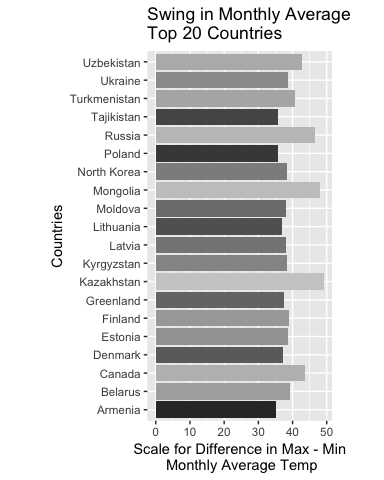 Swing in Monthly Average
Top 20 Countries
Uzbekistan
Ukraine
Turkmenistan
Tajikistan
Russia
Poland
North Korea
Mongolia
Moldova
Lithuania
Latvia
Kyrgyzstan
Kazakhstan
Greenland
Finland
Estonia
Denmark
Canada
Belarus
Armenia
Countries
0 10 20 30 40 50
Scale for Difference in Max - Min
Monthly Average Temp